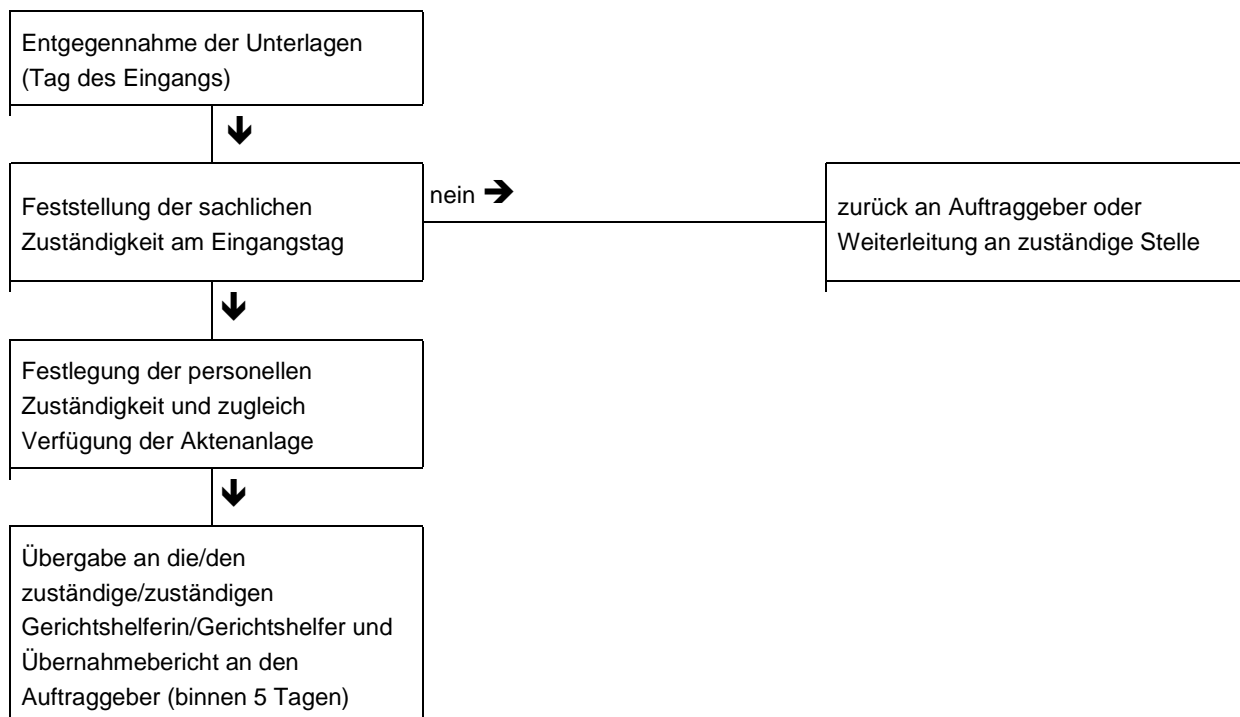 Entgegennahme der Unterlagen
(Tag des Eingangs)
🡻
Feststellung der sachlichen
Zuständigkeit am Eingangstag
nein 🡺
zurück an Auftraggeber oder
Weiterleitung an zuständige Stelle
🡻
Festlegung der personellen
Zuständigkeit und zugleich
Verfügung der Aktenanlage
🡻
Übergabe an die/den
zuständige/zuständigen
Gerichtshelferin/Gerichtshelfer und
Übernahmebericht an den
Auftraggeber (binnen 5 Tagen)